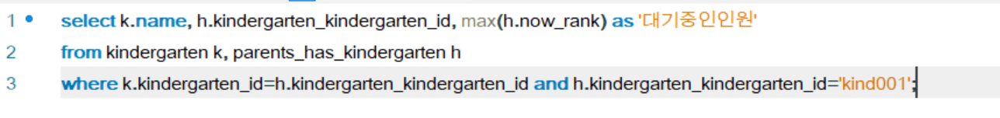 1 select k.name, h.kindergarten_kindergarten_id, max(h.now_rank) as '대기중인인원'
2 from kindergarten k, parents_has_kindergarten h
3 where k.kindergarten_id=h.kindergarten_kindergarten_id and h.kindergarten_kindergarten_id='kind001';